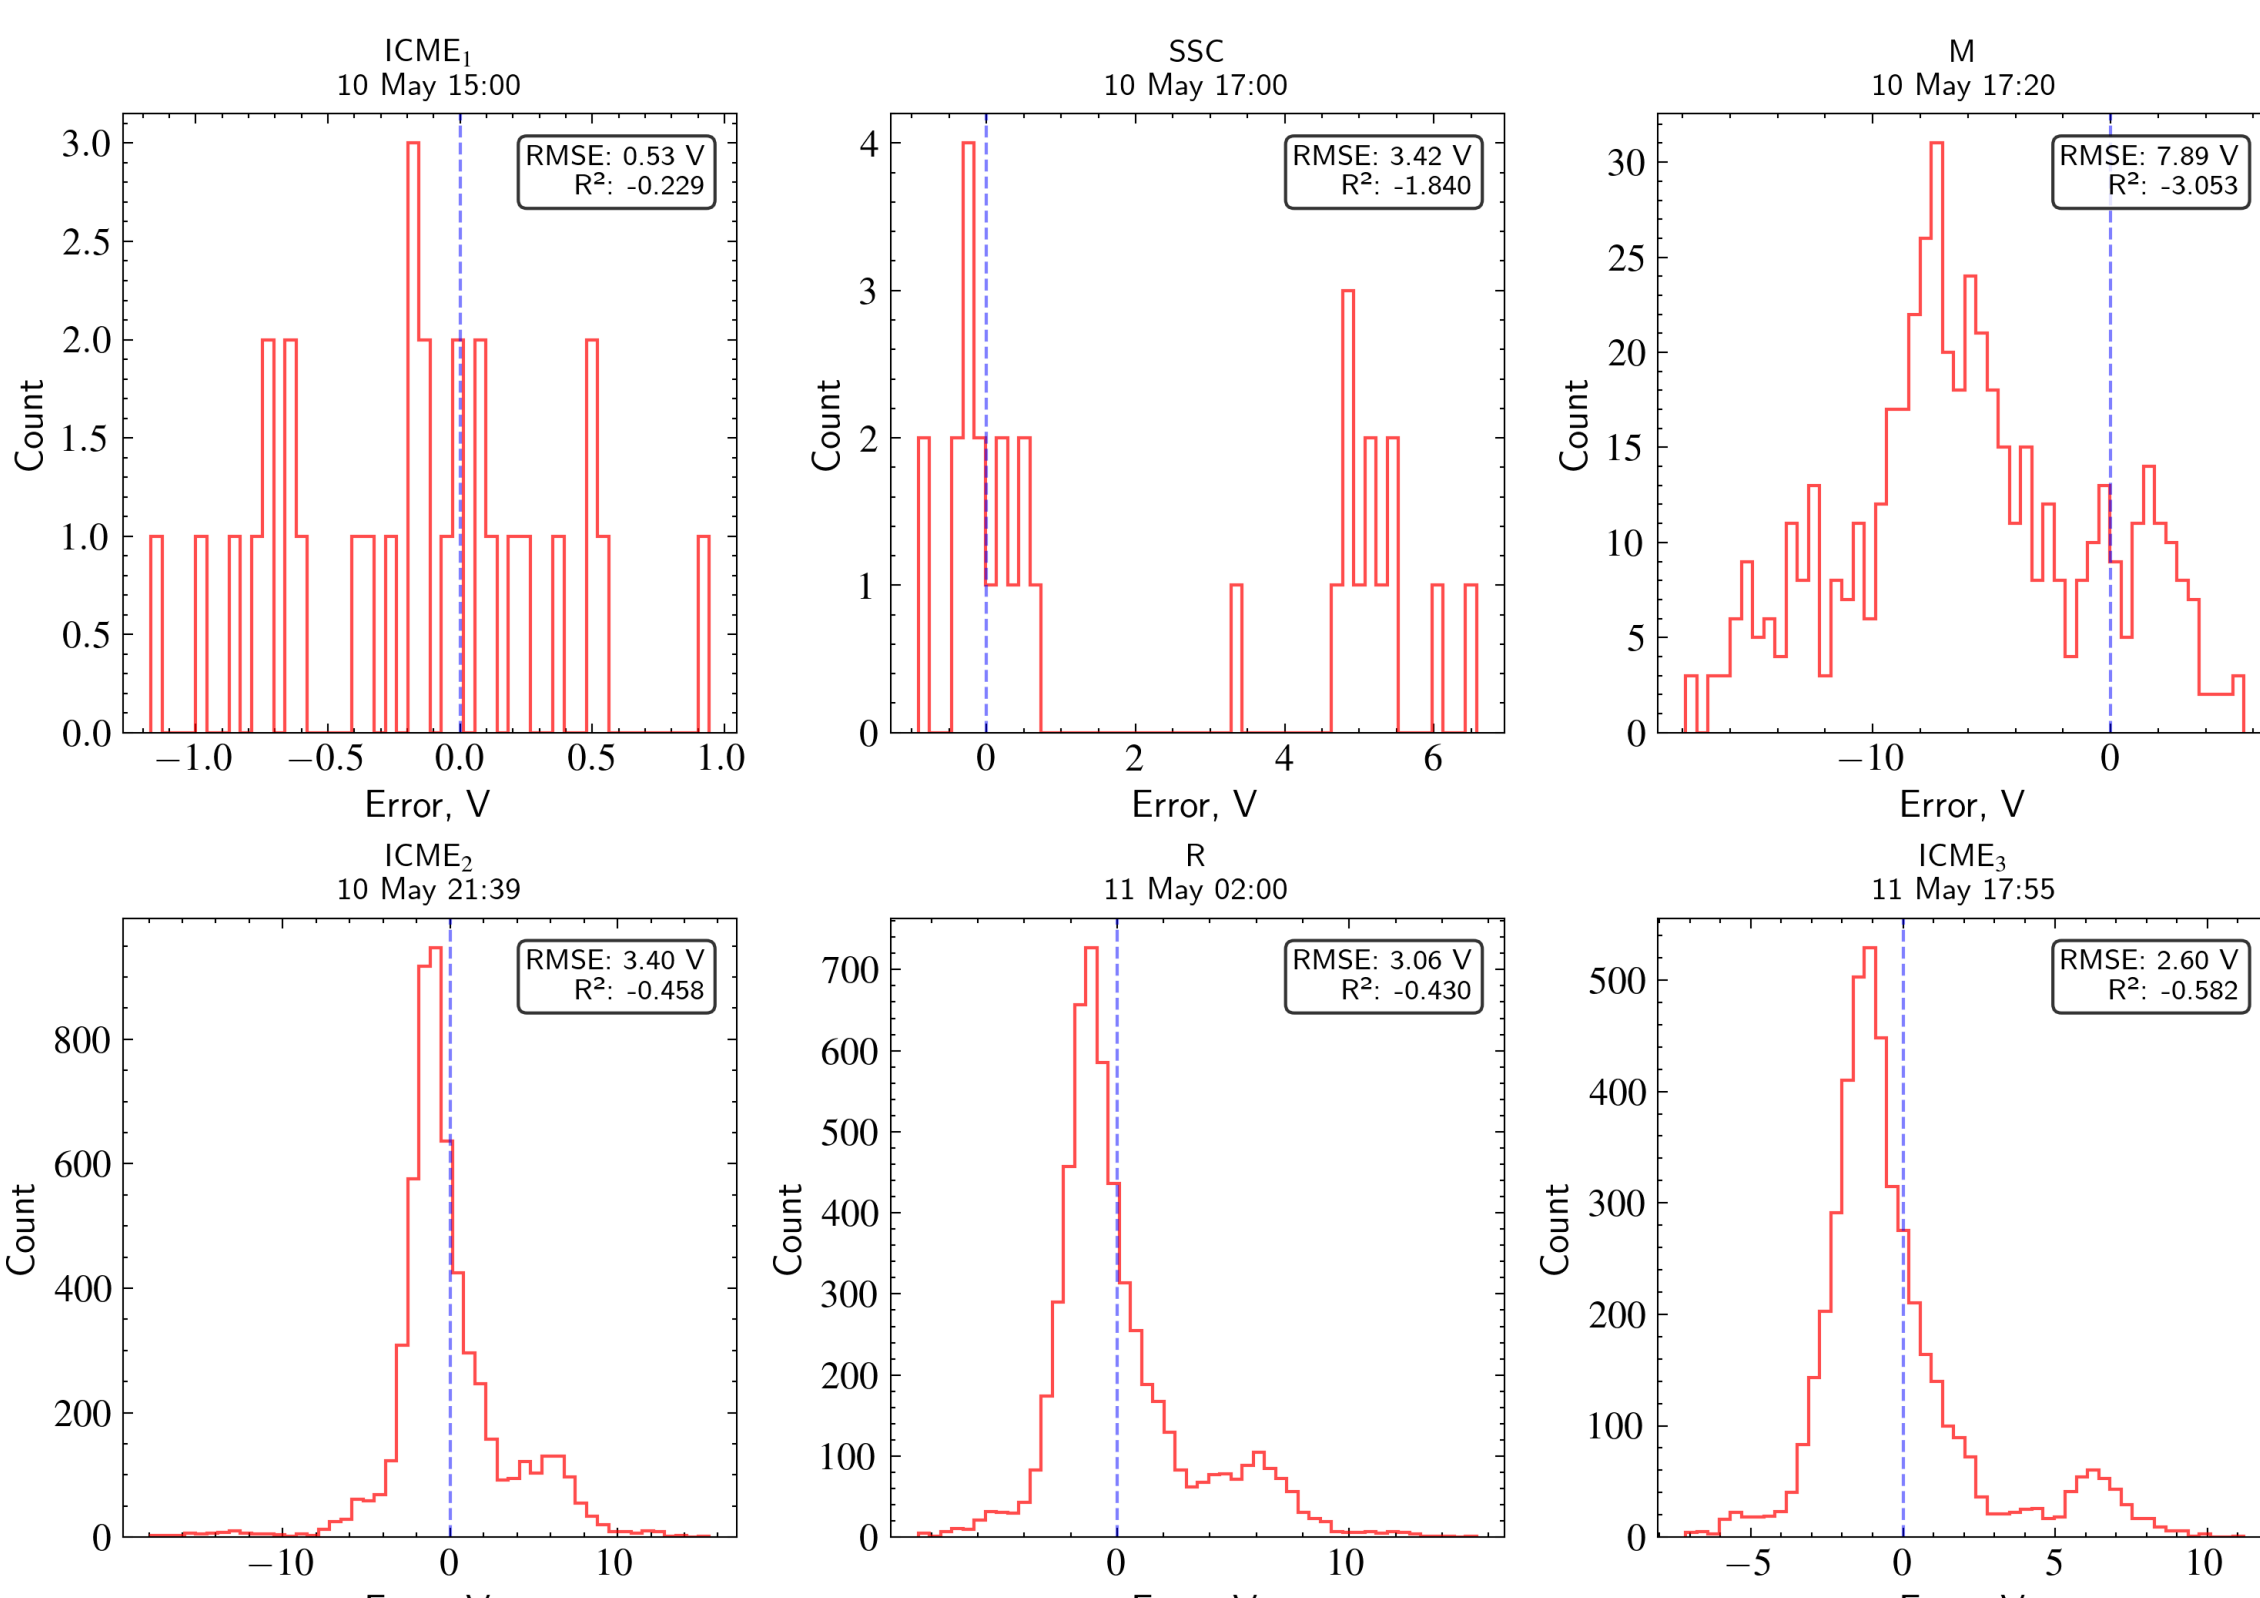 ICME₁
10 May 15:00
RMSE: 0.53 V
R²: -0.229
3.0
2.5
2.0
1.5
1.0
0.5
0.0
Count
−1.0 −0.5 0.0 0.5 1.0
Error, V
SSC
10 May 17:00
RMSE: 3.42 V
R²: -1.840
4
3
2
1
0
Count
0 2 4 6
Error, V
M
10 May 17:20
RMSE: 7.89 V
R²: -3.053
30
25
20
15
10
5
0
Count
−10 0
Error, V
ICME₂
10 May 21:39
RMSE: 3.40 V
R²: -0.458
800
600
400
200
0
Count
−10 0 10
R
11 May 02:00
RMSE: 3.06 V
R²: -0.430
700
600
500
400
300
200
100
0
Count
0 10
ICME₃
11 May 17:55
RMSE: 2.60 V
R²: -0.582
500
400
300
200
100
0
Count
−5 0 5 10